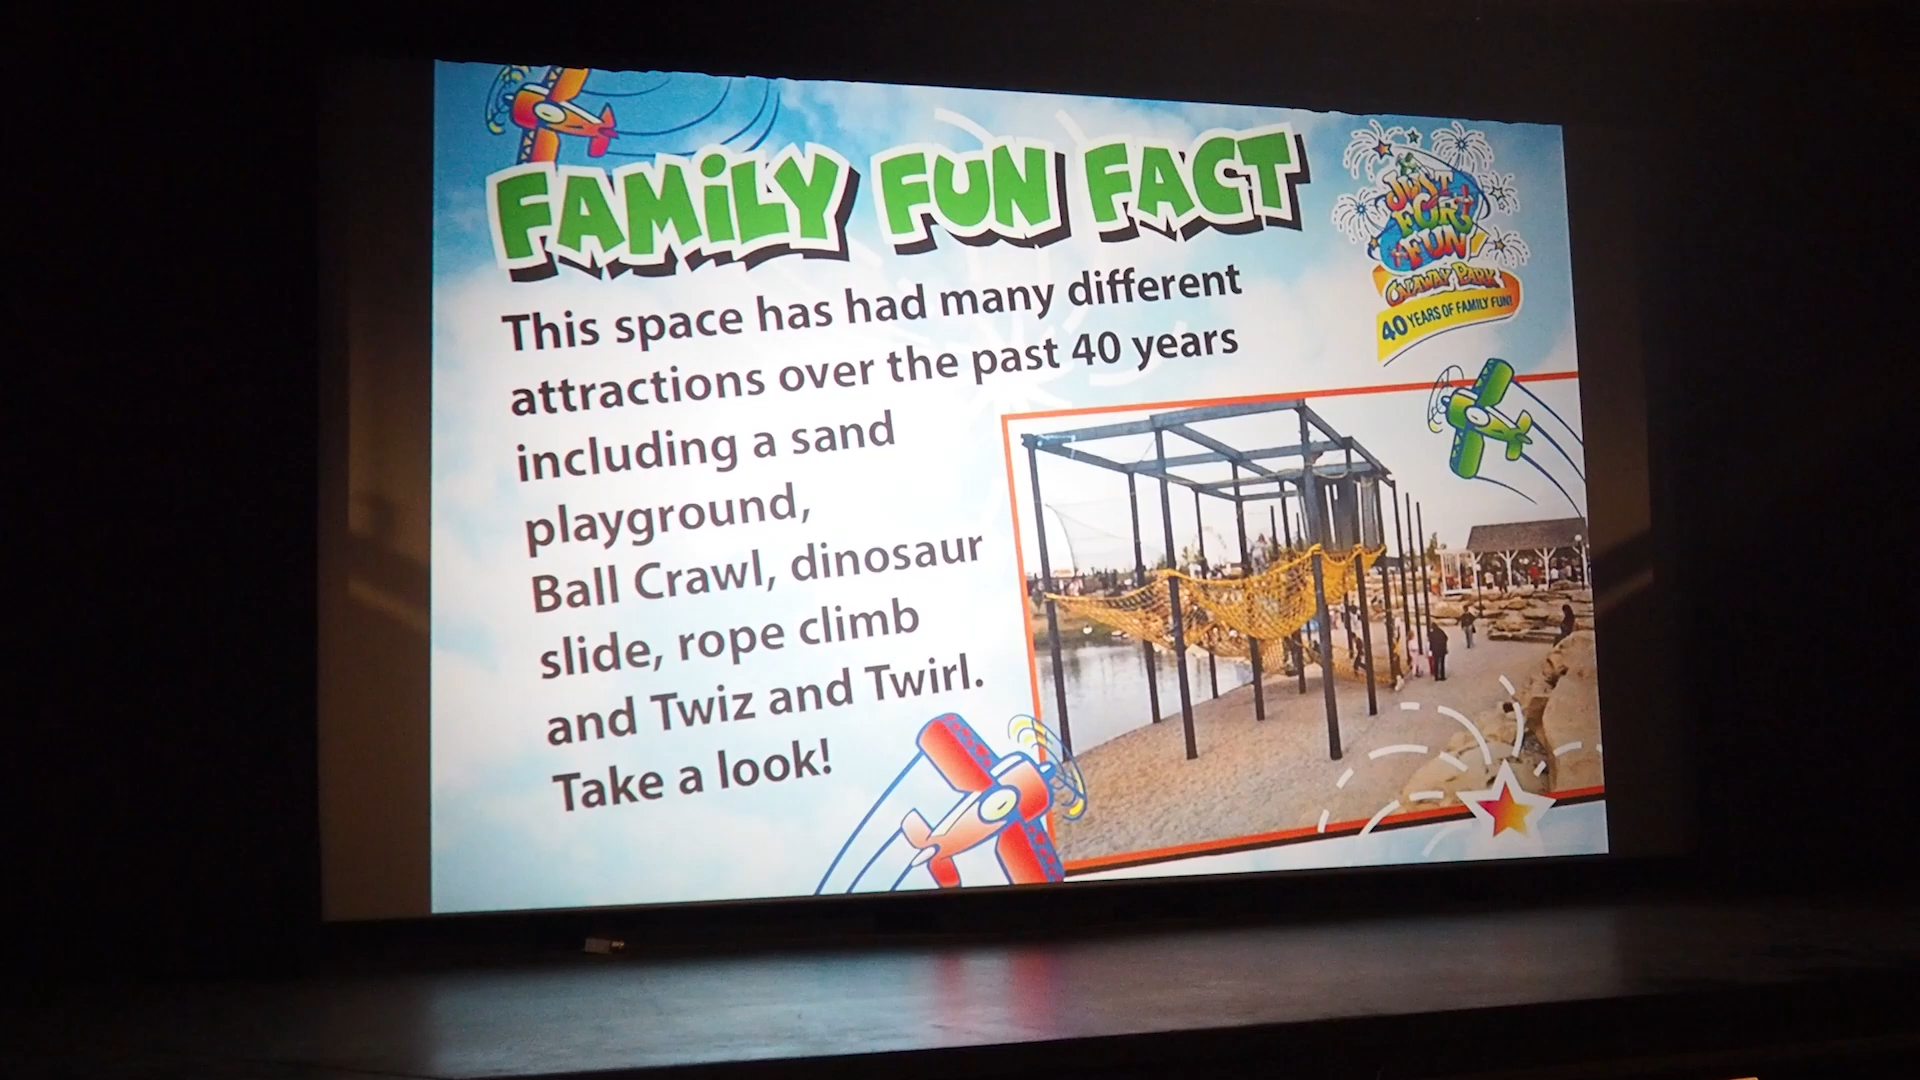 FAMiLY FUN FACT
This space has had many different
attractions over the past 40 years
including a sand
playground,
Ball Crawl, dinosaur
slide, rope climb
and Twiz and Twirl.
Take a look!
JUST
FOR
FUN
CALAWAY PARK
40 YEARS OF FAMILY FUN!